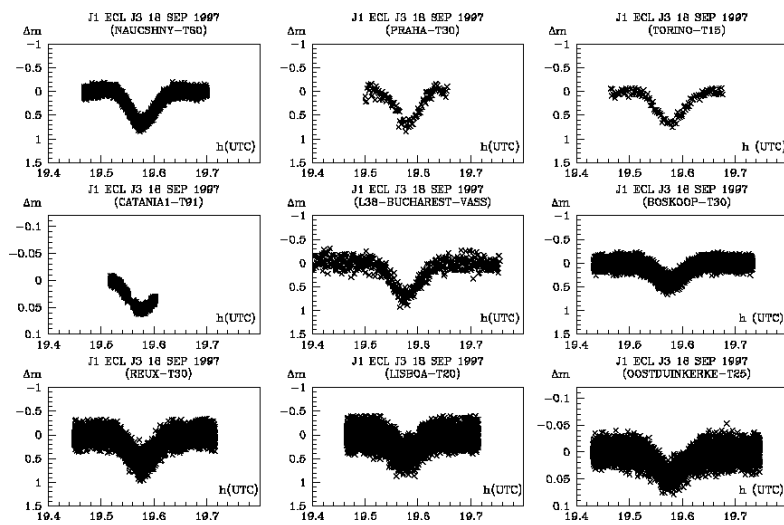 J1 ECL J3 18 SEP 1997
(NAUCSHNY-T60)
Δm
-1
-0.5
0
0.5
1
1.5
h(UTC)
19.4 19.5 19.6 19.7
J1 ECL J3 18 SEP 1997
(PRAHA-T30)
Δm
-1
-0.5
0
0.5
1
1.5
h(UTC)
19.4 19.5 19.6 19.7
J1 ECL J3 18 SEP 1997
(TORINO-T15)
Δm
-1
-0.5
0
0.5
1
1.5
h (UTC)
19.4 19.5 19.6 19.7
J1 ECL J3 18 SEP 1997
(CATANIA1-T91)
Δm
-0.1
-0.05
0
0.05
0.1
h(UTC)
19.4 19.5 19.6 19.7
J1 ECL J3 18 SEP 1997
(L38-BUCHAREST-VASS)
Δm
-1
-0.5
0
0.5
1
1.5
h(UTC)
19.4 19.5 19.6 19.7
J1 ECL J3 18 SEP 1997
(BOSKOOP-T30)
Δm
-1
-0.5
0
0.5
1
1.5
h (UTC)
19.4 19.5 19.6 19.7
J1 ECL J3 18 SEP 1997
(REUX-T30)
Δm
-1
-0.5
0
0.5
1
1.5
h(UTC)
19.4 19.5 19.6 19.7
J1 ECL J3 18 SEP 1997
(LISBOA-T20)
Δm
-1
-0.5
0
0.5
1
1.5
h(UTC)
19.4 19.5 19.6 19.7
J1 ECL J3 18 SEP 1997
(OOSTDUINKERKE-T25)
Δm
-0.1
-0.05
0
0.05
0.1
h (UTC)
19.4 19.5 19.6 19.7